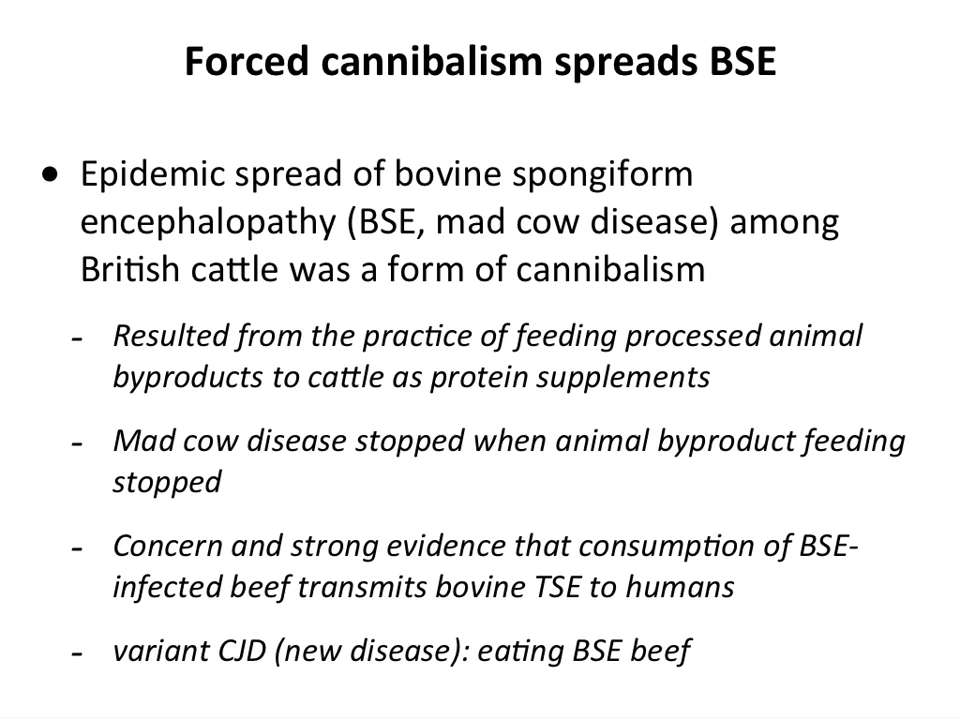 Forced cannibalism spreads BSE
• Epidemic spread of bovine spongiform
encephalopathy (BSE, mad cow disease) among
British cattle was a form of cannibalism
- Resulted from the practice of feeding processed animal
byproducts to cattle as protein supplements
- Mad cow disease stopped when animal byproduct feeding
stopped
- Concern and strong evidence that consumption of BSE-
infected beef transmits bovine TSE to humans
- variant CJD (new disease): eating BSE beef